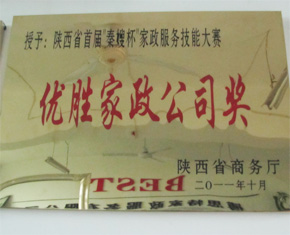 授予：陕西省首届“秦嫂杯”家政服务技能大赛
优胜家政公司奖
陕西省商务厅
二〇一一年十月
BEST